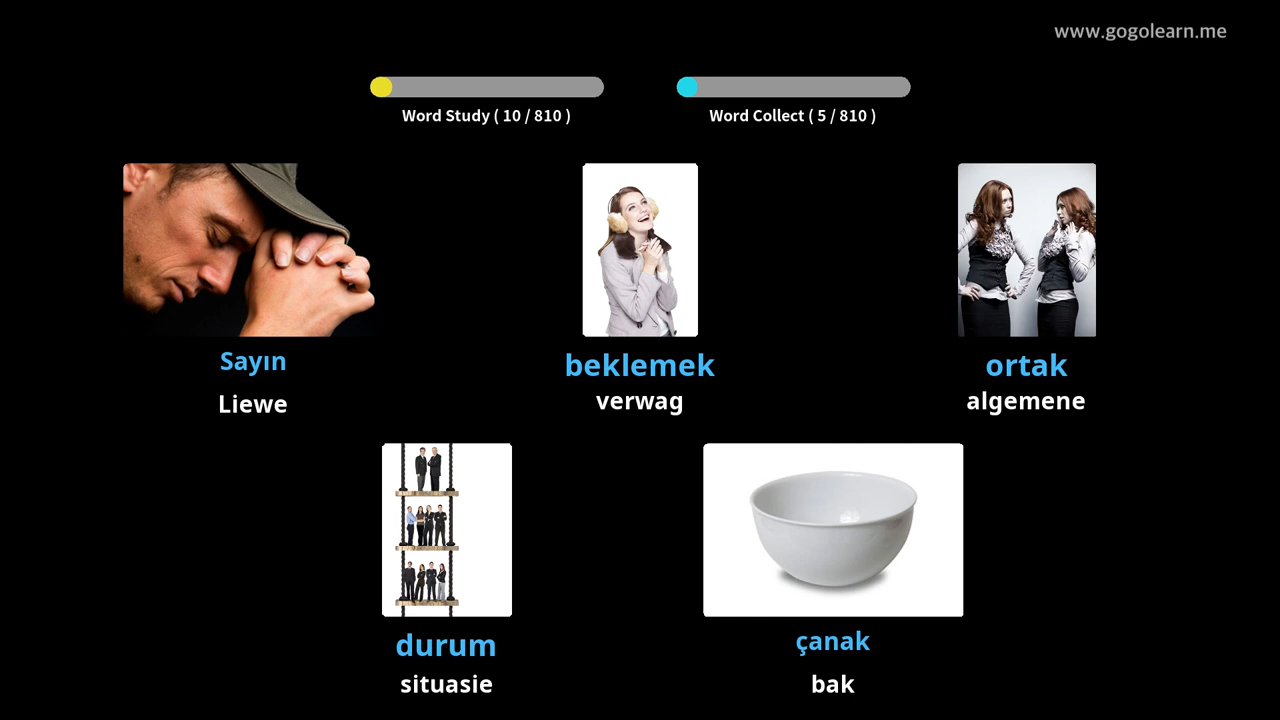 www.gogolearn.me
Word Study ( 10 / 810 )
Word Collect ( 5 / 810 )
Sayın
Liewe
beklemek
verwag
ortak
algemene
durum
situasie
çanak
bak